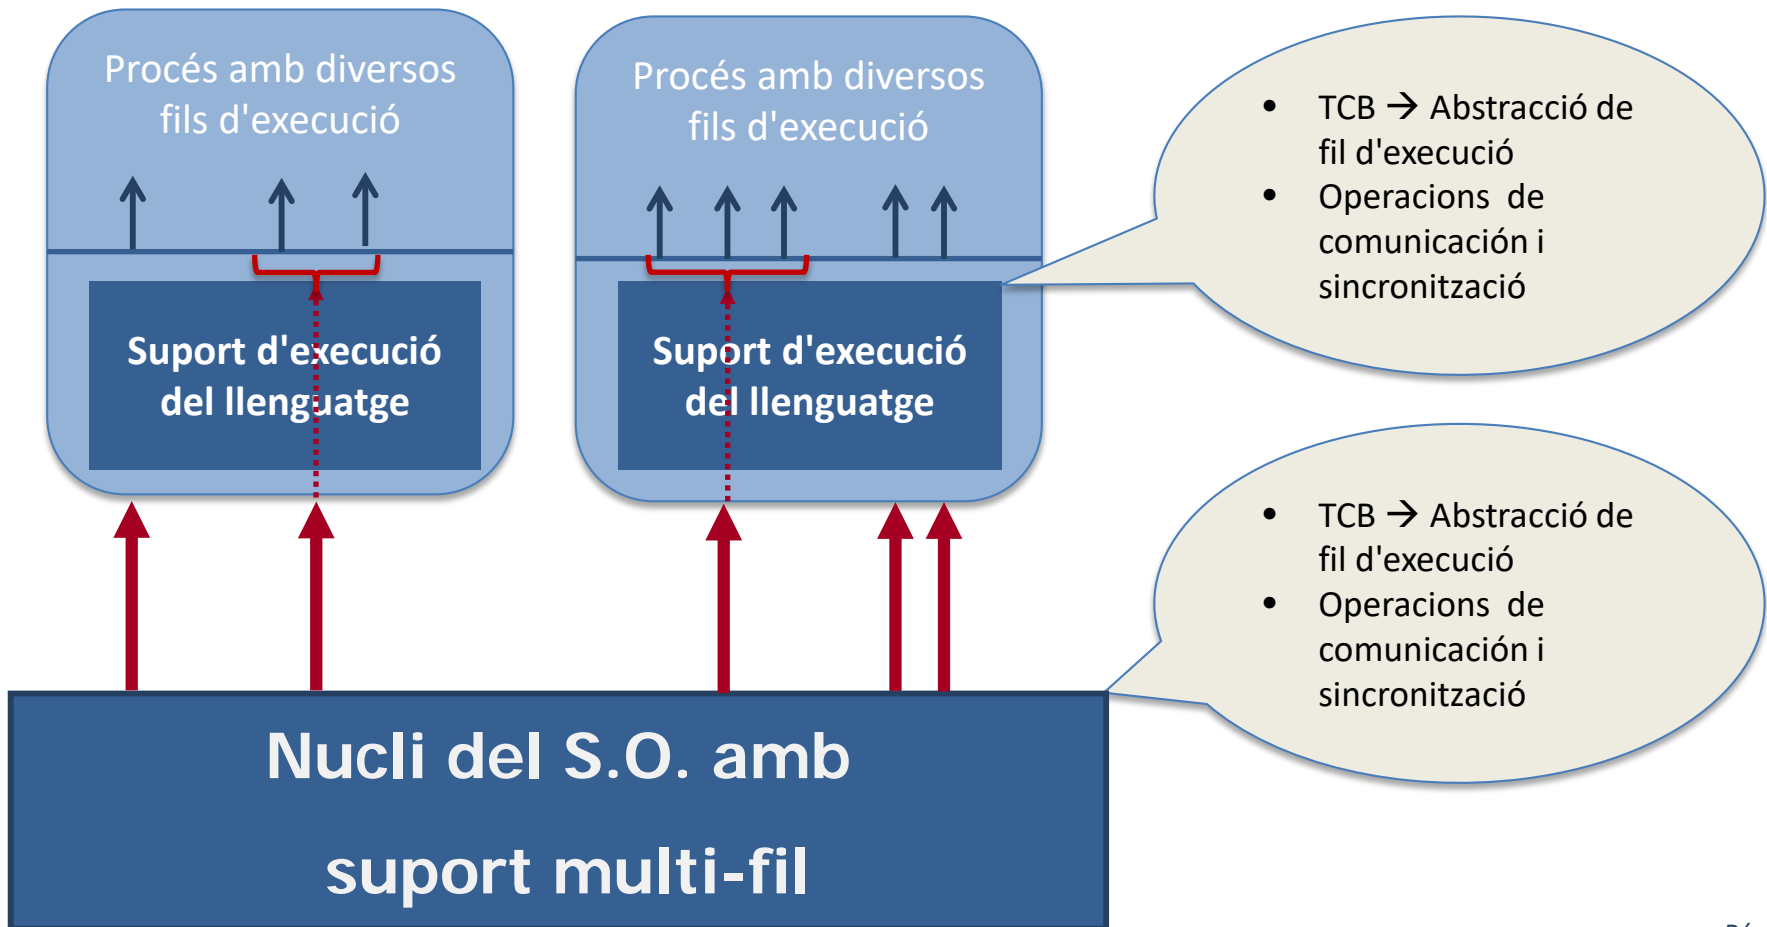 Procés amb diversos
fils d'execució
Procés amb diversos
fils d'execució
Suport d'execució
del llenguatge
Suport d'execució
del llenguatge
• TCB → Abstracció de
fil d'execució
• Operacions de
comunicación i
sincronització
• TCB → Abstracció de
fil d'execució
• Operacions de
comunicación i
sincronització
Nucli del S.O. amb
suport multi-fil